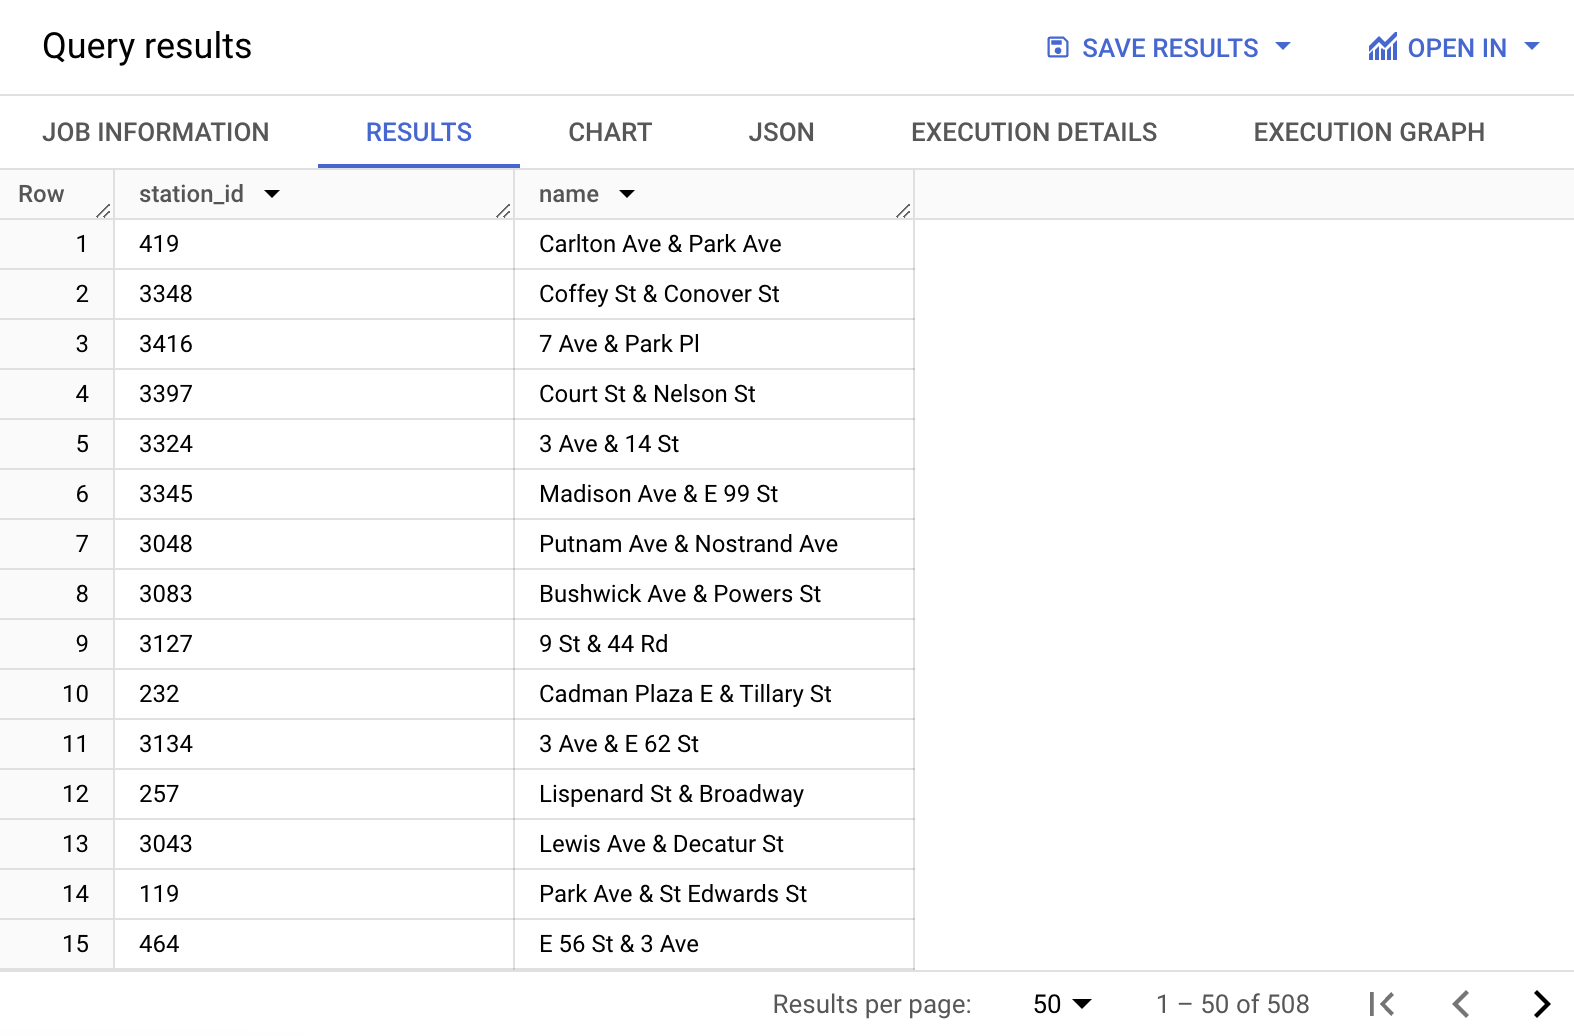 Query results
SAVE RESULTS
OPEN IN
JOB INFORMATION RESULTS CHART JSON EXECUTION DETAILS EXECUTION GRAPH
Row station_id name
1 419 Carlton Ave & Park Ave
2 3348 Coffey St & Conover St
3 3416 7 Ave & Park Pl
4 3397 Court St & Nelson St
5 3324 3 Ave & 14 St
6 3345 Madison Ave & E 99 St
7 3048 Putnam Ave & Nostrand Ave
8 3083 Bushwick Ave & Powers St
9 3127 9 St & 44 Rd
10 232 Cadman Plaza E & Tillary St
11 3134 3 Ave & E 62 St
12 257 Lispenard St & Broadway
13 3043 Lewis Ave & Decatur St
14 119 Park Ave & St Edwards St
15 464 E 56 St & 3 Ave
Results per page: 50 1 – 50 of 508